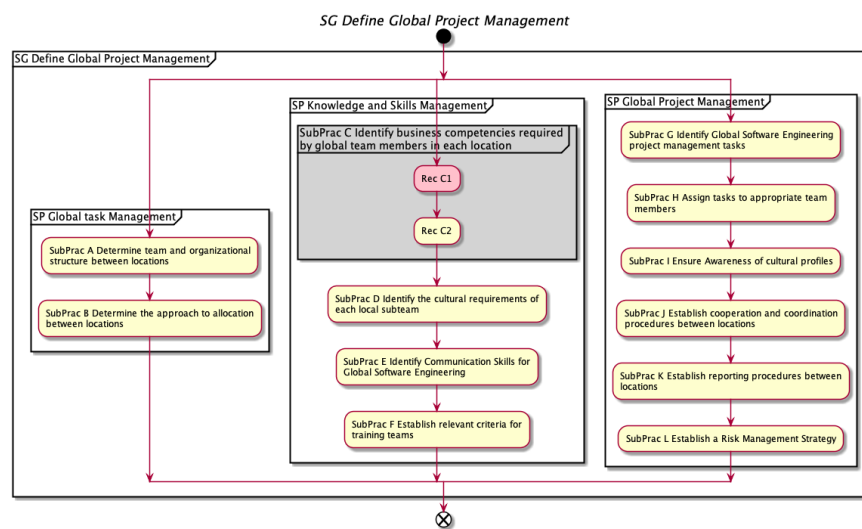 SG Define Global Project Management
SG Define Global Project Management
SP Global task Management
SubPrac A Determine team and organizational
structure between locations
SubPrac B Determine the approach to allocation
between locations
SP Knowledge and Skills Management
SubPrac C Identify business competencies required
by global team members in each location
Rec C1
Rec C2
SubPrac D Identify the cultural requirements of
each local subteam
SubPrac E Identify Communication Skills for
Global Software Engineering
SubPrac F Establish relevant criteria for
training teams
SP Global Project Management
SubPrac G Identify Global Software Engineering
project management tasks
SubPrac H Assign tasks to appropriate team
members
SubPrac I Ensure Awareness of cultural profiles
SubPrac J Establish cooperation and coordination
procedures between locations
SubPrac K Establish reporting procedures between
locations
SubPrac L Establish a Risk Management Strategy